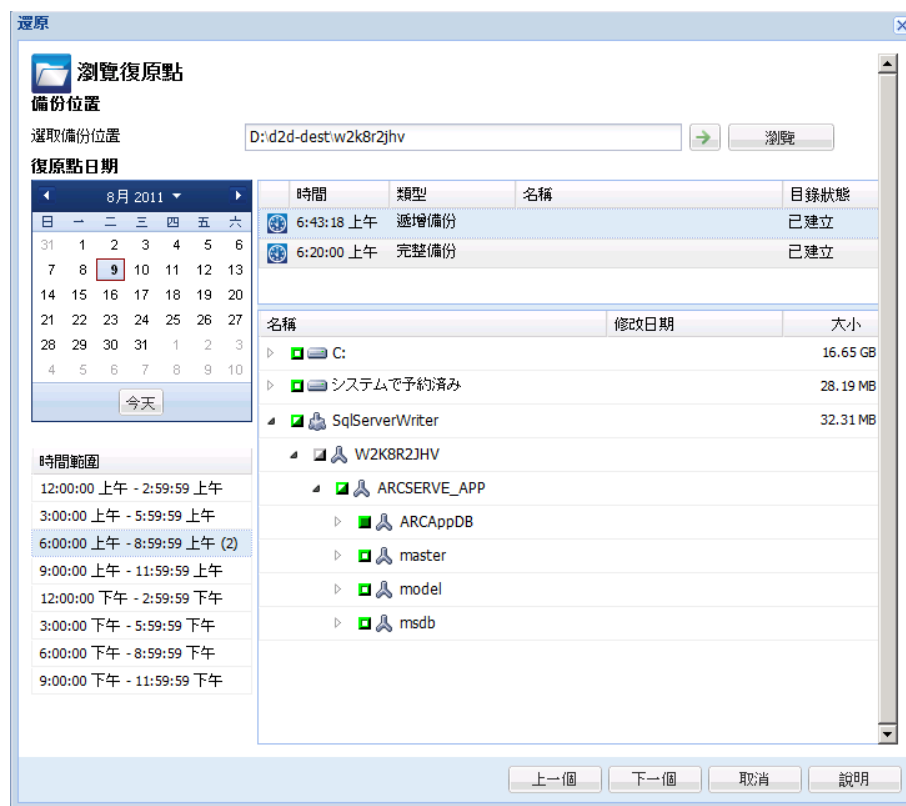 還原
瀏覽復原點
備份位置
選取備份位置 D:\d2d-dest\w2k8r2jhv 瀏覽
復原點日期
8月 2011
日 一 二 三 四 五 六
31 1 2 3 4 5 6
7 8 9 10 11 12 13
14 15 16 17 18 19 20
21 22 23 24 25 26 27
28 29 30 31 1 2 3
4 5 6 7 8 9 10
今天
時間範圍
12:00:00 上午 - 2:59:59 上午
3:00:00 上午 - 5:59:59 上午
6:00:00 上午 - 8:59:59 上午 (2)
9:00:00 上午 - 11:59:59 上午
12:00:00 下午 - 2:59:59 下午
3:00:00 下午 - 5:59:59 下午
6:00:00 下午 - 8:59:59 下午
9:00:00 下午 - 11:59:59 下午
時間 類型 名稱 目錄狀態
6:43:18 上午 遞增備份 已建立
6:20:00 上午 完整備份 已建立
名稱 修改日期 大小
C: 16.65 GB
システムで予約済み 28.19 MB
SqlServerWriter 32.31 MB
W2K8R2JHV
ARCSERVE_APP
ARCAppDB
master
model
msdb
上一個 下一個 取消 說明